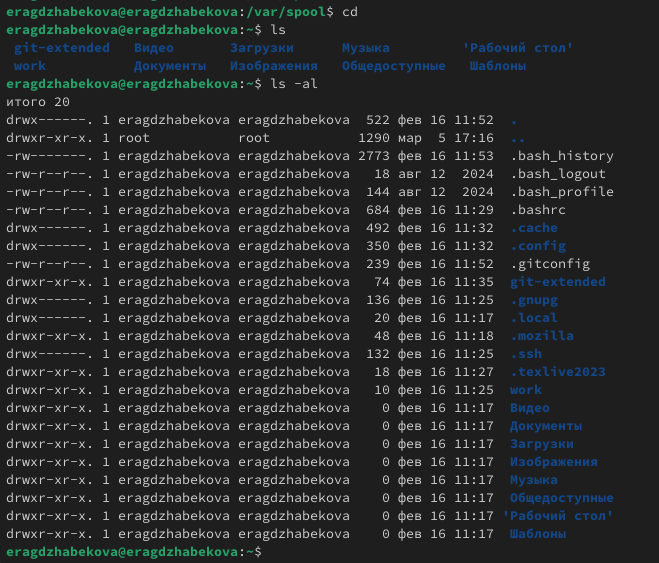 eragdzhabekova@eragdzhabekova:/var/spool$ cd
eragdzhabekova@eragdzhabekova:~$ ls
git-extended Видео Загрузки Музыка 'Рабочий стол'
work Документы Изображения Общедоступные Шаблоны
eragdzhabekova@eragdzhabekova:~$ ls -al
итого 20
drwx------. 1 eragdzhabekova eragdzhabekova 522 фев 16 11:52 .
drwxr-xr-x. 1 root root 1290 мар 5 17:16 ..
-rw-------. 1 eragdzhabekova eragdzhabekova 2773 фев 16 11:53 .bash_history
-rw-r--r--. 1 eragdzhabekova eragdzhabekova 18 авг 12 2024 .bash_logout
-rw-r--r--. 1 eragdzhabekova eragdzhabekova 144 авг 12 2024 .bash_profile
-rw-r--r--. 1 eragdzhabekova eragdzhabekova 684 фев 16 11:29 .bashrc
drwx------. 1 eragdzhabekova eragdzhabekova 492 фев 16 11:32 .cache
drwx------. 1 eragdzhabekova eragdzhabekova 350 фев 16 11:32 .config
-rw-r--r--. 1 eragdzhabekova eragdzhabekova 239 фев 16 11:52 .gitconfig
drwxr-xr-x. 1 eragdzhabekova eragdzhabekova 74 фев 16 11:35 git-extended
drwx------. 1 eragdzhabekova eragdzhabekova 136 фев 16 11:25 .gnupg
drwx------. 1 eragdzhabekova eragdzhabekova 20 фев 16 11:17 .local
drwxr-xr-x. 1 eragdzhabekova eragdzhabekova 48 фев 16 11:18 .mozilla
drwx------. 1 eragdzhabekova eragdzhabekova 132 фев 16 11:25 .ssh
drwxr-xr-x. 1 eragdzhabekova eragdzhabekova 18 фев 16 11:27 .texlive2023
drwxr-xr-x. 1 eragdzhabekova eragdzhabekova 10 фев 16 11:25 work
drwxr-xr-x. 1 eragdzhabekova eragdzhabekova 0 фев 16 11:17 Видео
drwxr-xr-x. 1 eragdzhabekova eragdzhabekova 0 фев 16 11:17 Документы
drwxr-xr-x. 1 eragdzhabekova eragdzhabekova 0 фев 16 11:17 Загрузки
drwxr-xr-x. 1 eragdzhabekova eragdzhabekova 0 фев 16 11:17 Изображения
drwxr-xr-x. 1 eragdzhabekova eragdzhabekova 0 фев 16 11:17 Музыка
drwxr-xr-x. 1 eragdzhabekova eragdzhabekova 0 фев 16 11:17 Общедоступные
drwxr-xr-x. 1 eragdzhabekova eragdzhabekova 0 фев 16 11:17 'Рабочий стол'
drwxr-xr-x. 1 eragdzhabekova eragdzhabekova 0 фев 16 11:17 Шаблоны
eragdzhabekova@eragdzhabekova:~$